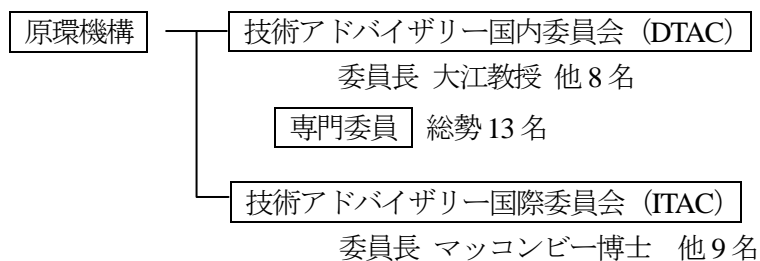 原環機構 技術アドバイザリー国内委員会（DTAC）
委員長 大江教授 他8名
専門委員 総勢13名
技術アドバイザリー国際委員会（ITAC）
委員長 マッコンビー博士 他9名